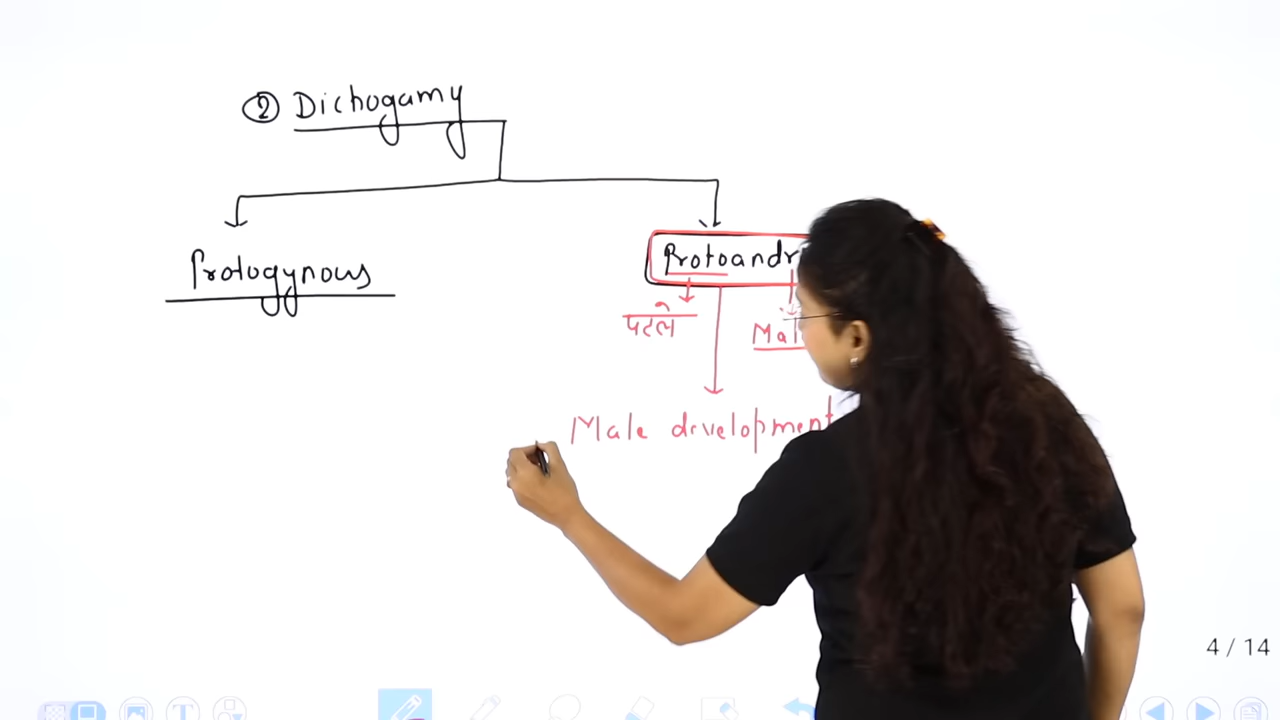 ② Dichogamy
Protogynous
Protoandr
पहले
Mal
Male development
4 / 14